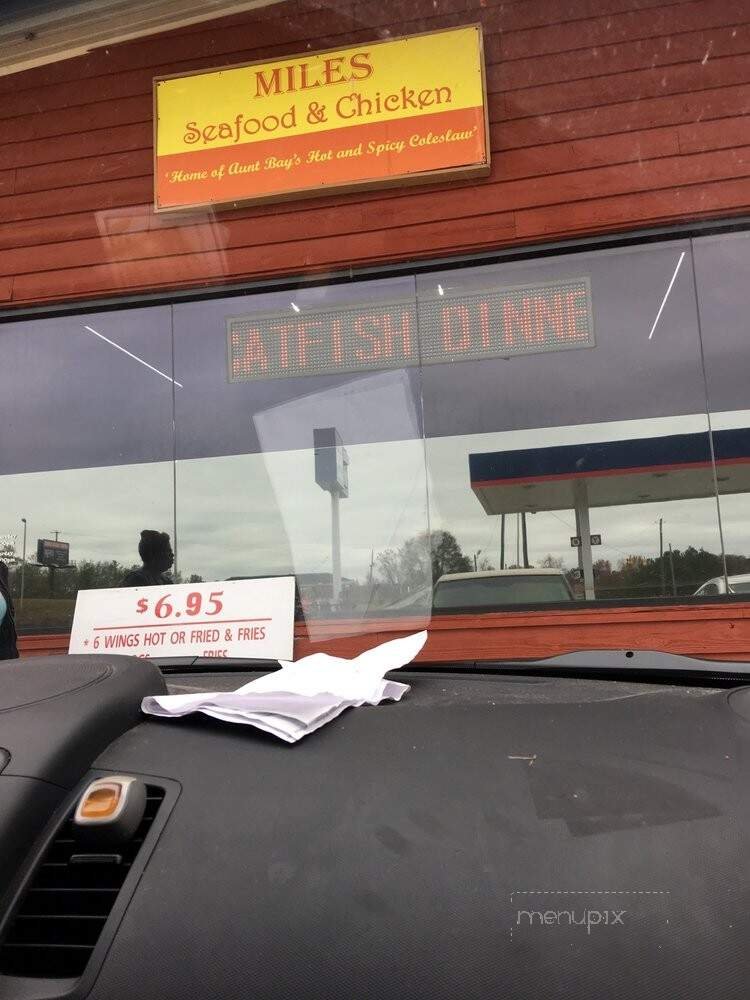 MILES
Seafood & Chicken
'Home of Aunt Bay's Hot and Spicy Coleslaw'
ATFISH DINNE
$6.95
* 6 WINGS HOT OR FRIED & FRIES
FRIES
menupix